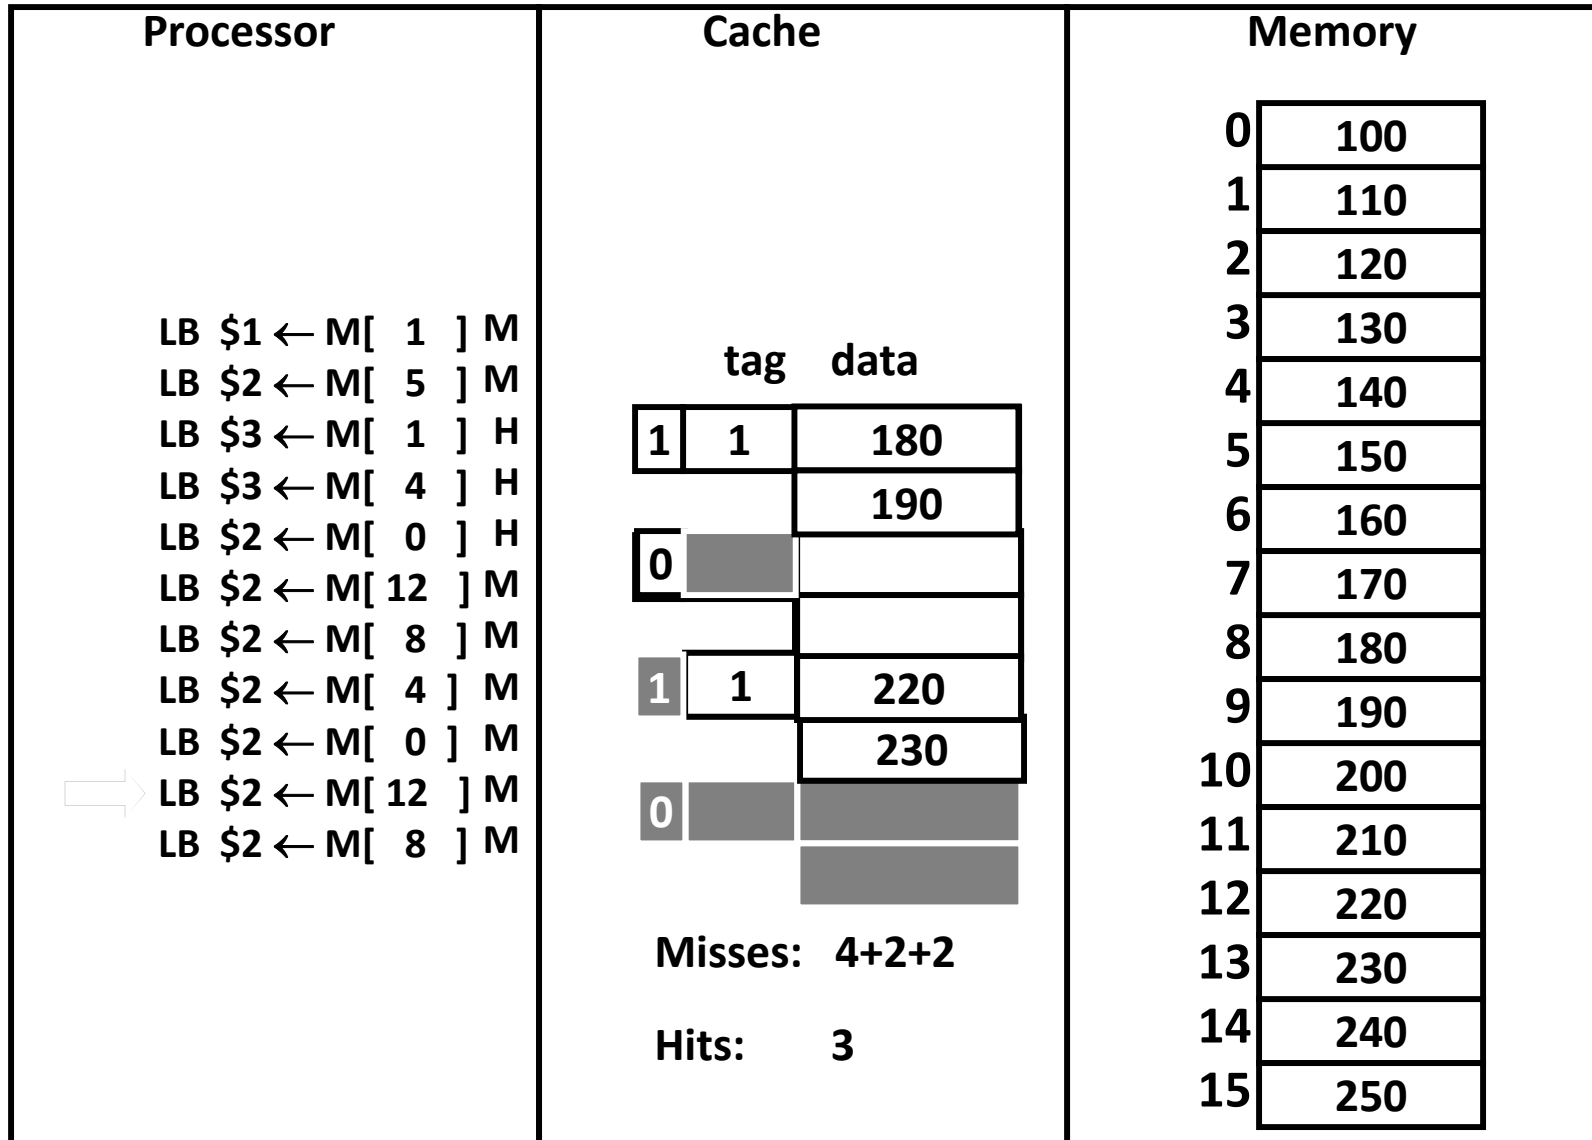 Processor
LB $1 ← M[ 1 ] M
LB $2 ← M[ 5 ] M
LB $3 ← M[ 1 ] H
LB $3 ← M[ 4 ] H
LB $2 ← M[ 0 ] H
LB $2 ← M[ 12 ] M
LB $2 ← M[ 8 ] M
LB $2 ← M[ 4 ] M
LB $2 ← M[ 0 ] M
LB $2 ← M[ 12 ] M
LB $2 ← M[ 8 ] M
Cache
tag data
1 1 180
190
0
1 1 220
230
0
Misses: 4+2+2
Hits: 3
Memory
0 100
1 110
2 120
3 130
4 140
5 150
6 160
7 170
8 180
9 190
10 200
11 210
12 220
13 230
14 240
15 250